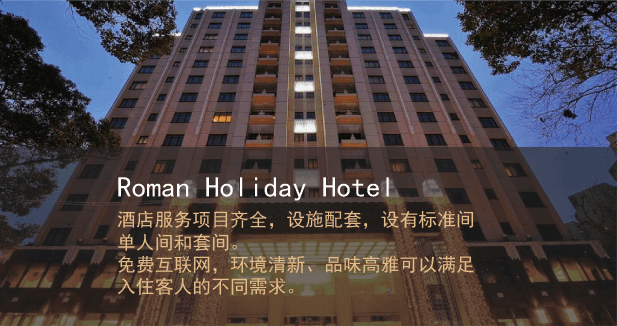 Roman Holiday Hotel
酒店服务项目齐全，设施配套，设有标准间
单人间和套间。
免费互联网，环境清新、品味高雅可以满足
入住客人的不同需求。